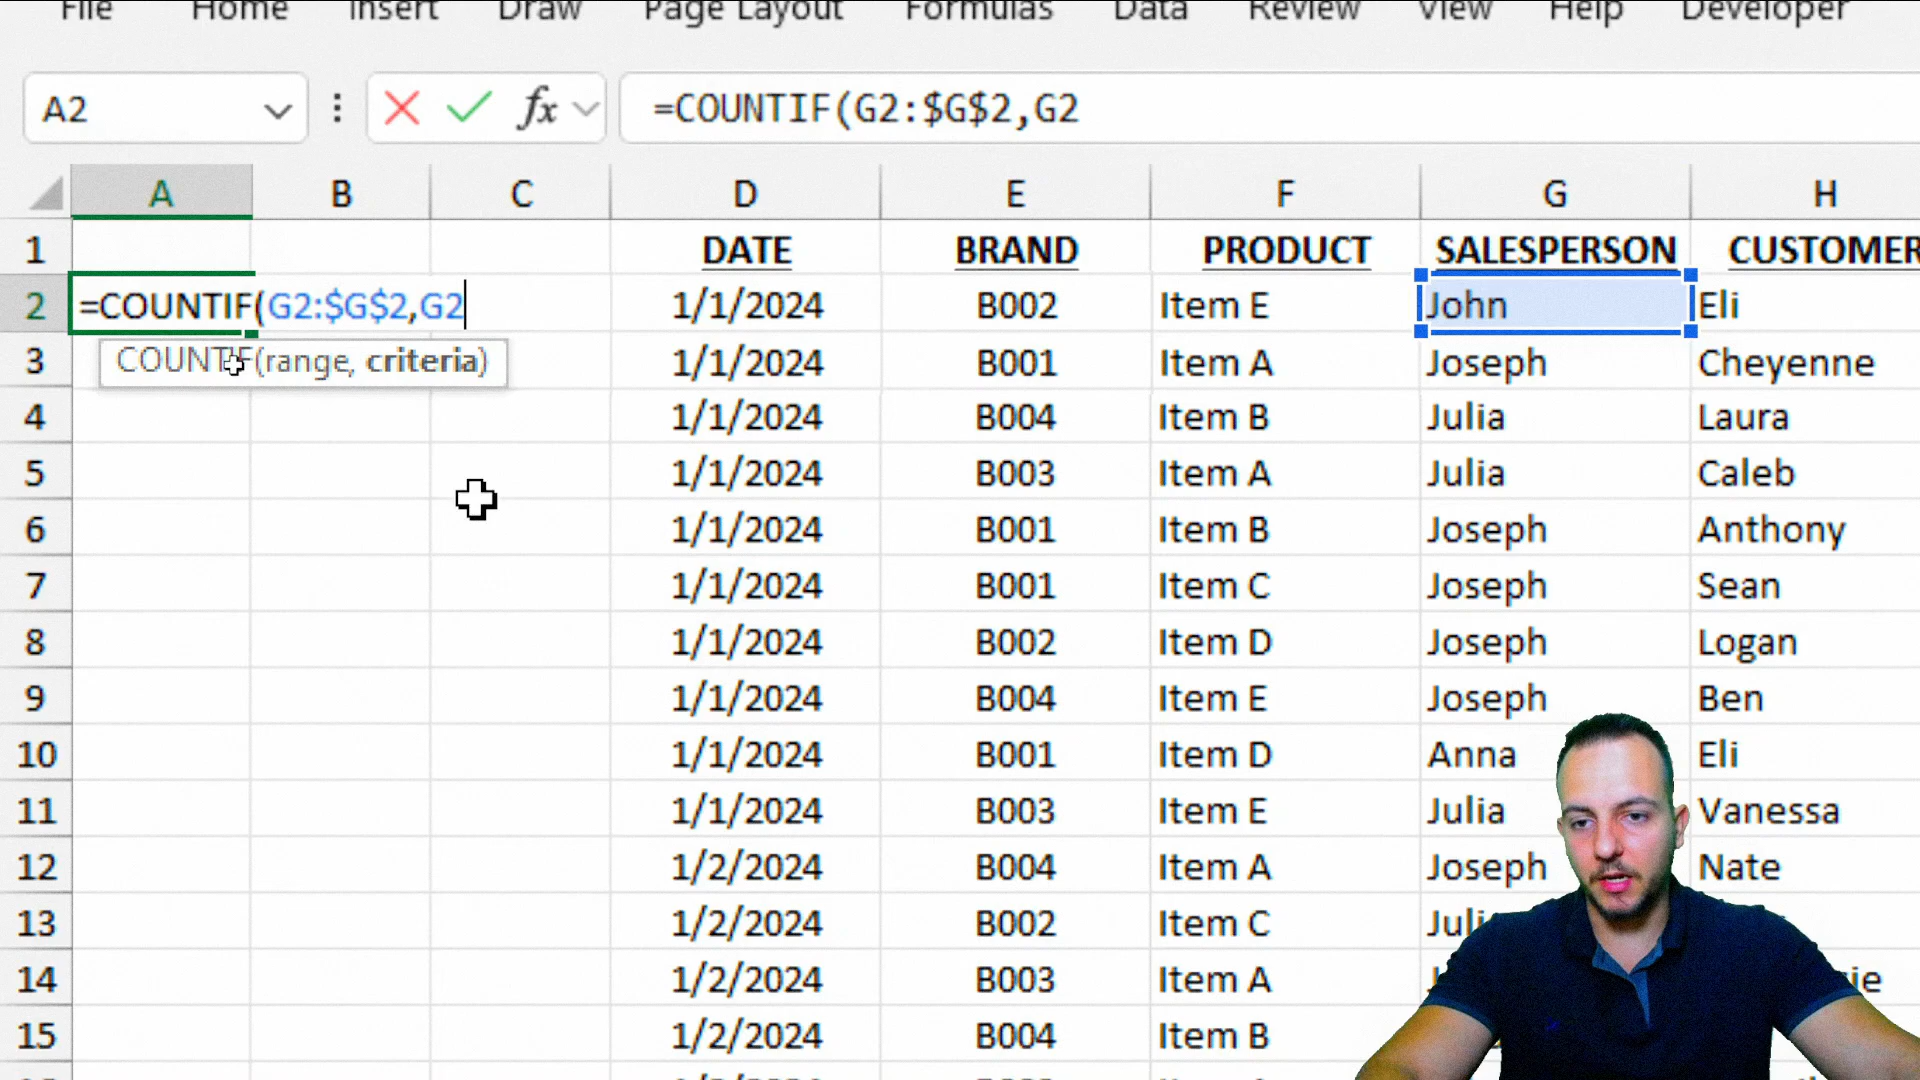 File Home Insert Draw Page Layout Formulas Data Review View Help Developer
A2 fx =COUNTIF(G2:$G$2,G2
A B C D E F G H
1 DATE BRAND PRODUCT SALESPERSON CUSTOMER
2 =COUNTIF(G2:$G$2,G2 1/1/2024 B002 Item E John Eli
3 COUNTIF(range, criteria) 1/1/2024 B001 Item A Joseph Cheyenne
4 1/1/2024 B004 Item B Julia Laura
5 1/1/2024 B003 Item A Julia Caleb
6 1/1/2024 B001 Item B Joseph Anthony
7 1/1/2024 B001 Item C Joseph Sean
8 1/1/2024 B002 Item D Joseph Logan
9 1/1/2024 B004 Item E Joseph Ben
10 1/1/2024 B001 Item D Anna Eli
11 1/1/2024 B003 Item E Julia Vanessa
12 1/2/2024 B004 Item A Joseph Nate
13 1/2/2024 B002 Item C
14 1/2/2024 B003 Item A
15 1/2/2024 B004 Item B